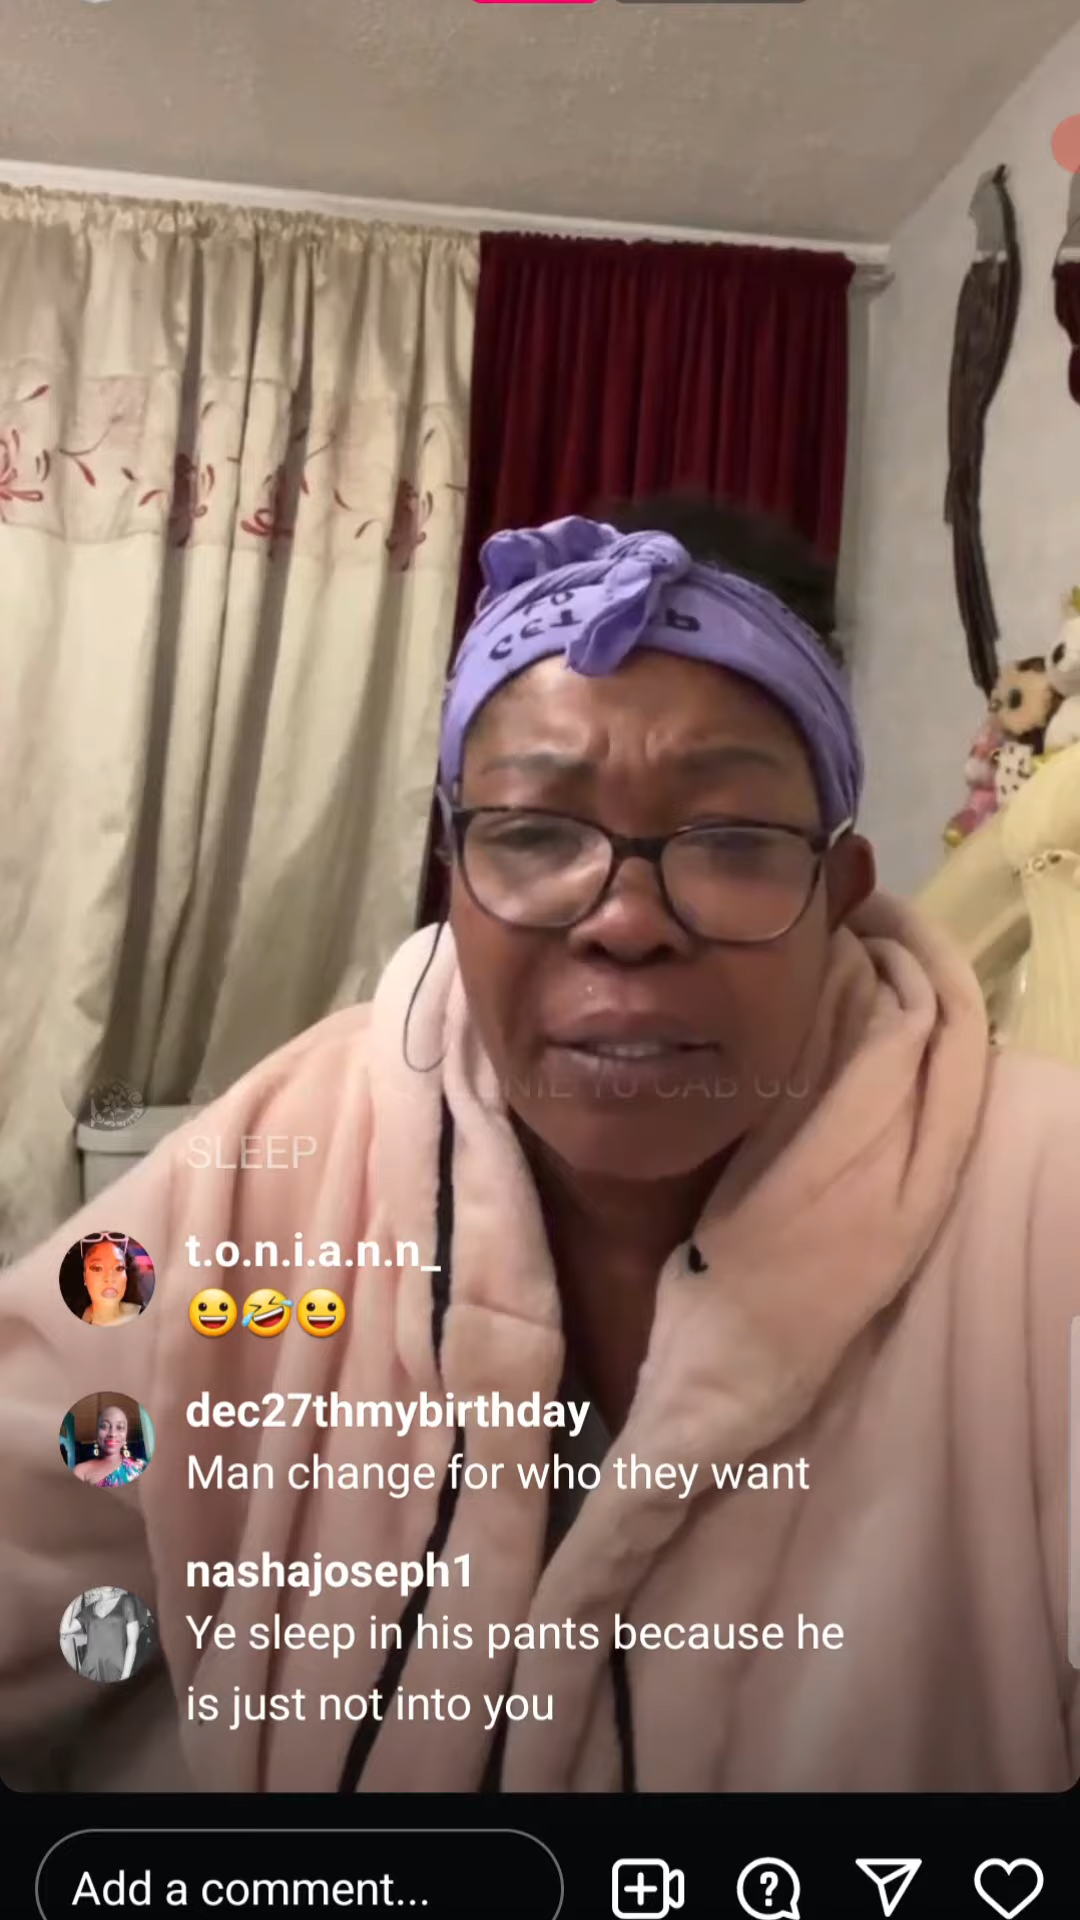 SLEEP
t.o.n.i.a.n.n_
😀🤣😀
dec27thmybirthday
Man change for who they want
nashajoseph1
Ye sleep in his pants because he
is just not into you
Add a comment...